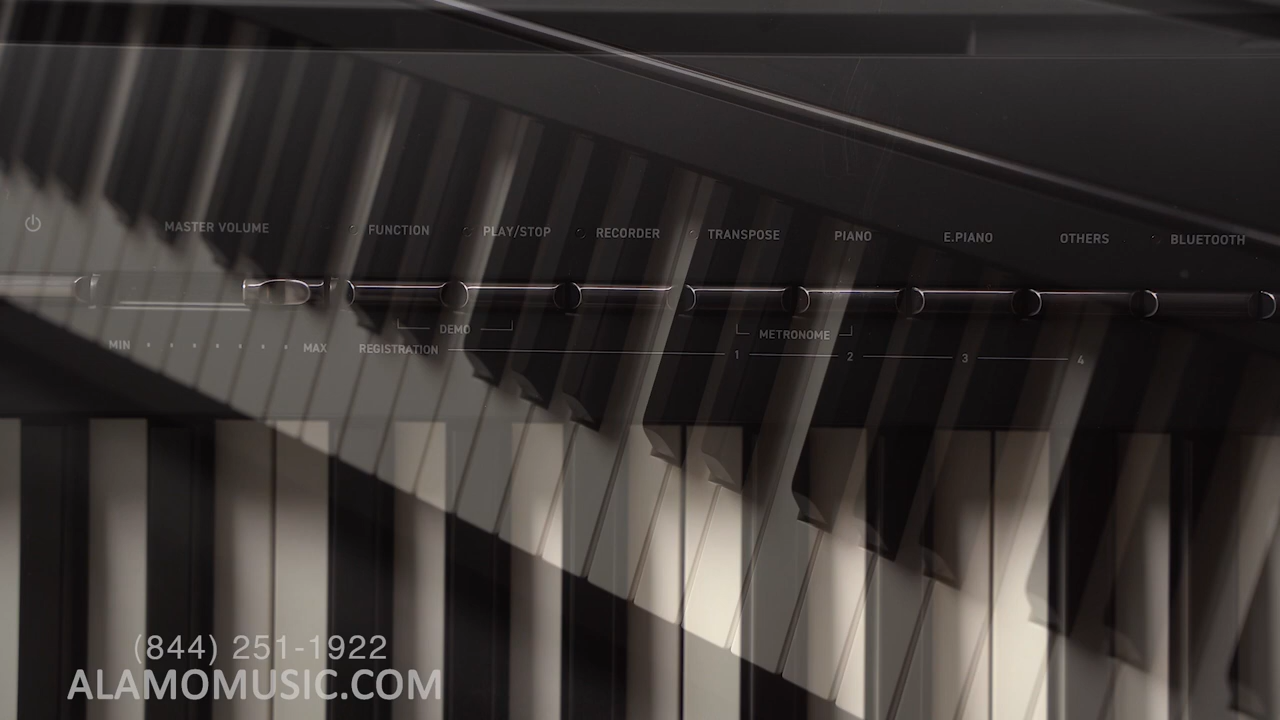 MASTER VOLUME FUNCTION PLAY/STOP RECORDER TRANSPOSE PIANO E.PIANO OTHERS BLUETOOTH
DEMO METRONOME
MIN MAX REGISTRATION 1 2 3 4
(844) 251-1922
ALAMOMUSIC.COM